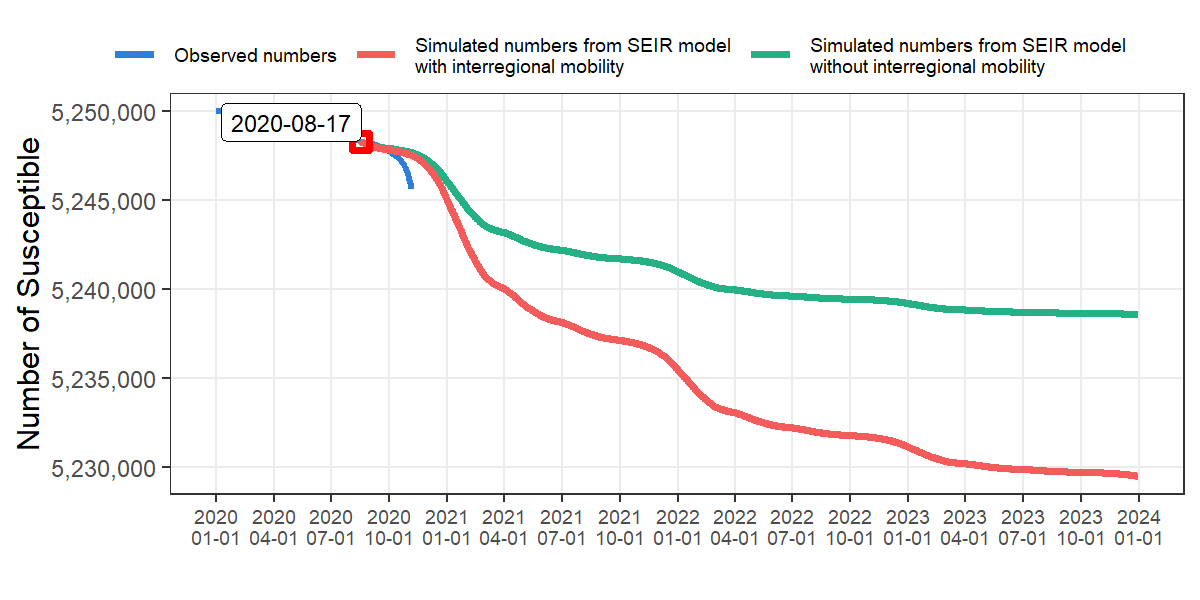 Observed numbers
Simulated numbers from SEIR model
with interregional mobility
Simulated numbers from SEIR model
without interregional mobility
Number of Susceptible
5,250,000
5,245,000
5,240,000
5,235,000
5,230,000
2020-08-17
2020 2020 2020 2020 2021 2021 2021 2021 2022 2022 2022 2022 2023 2023 2023 2023 2024
01-01 04-01 07-01 10-01 01-01 04-01 07-01 10-01 01-01 04-01 07-01 10-01 01-01 04-01 07-01 10-01 01-01